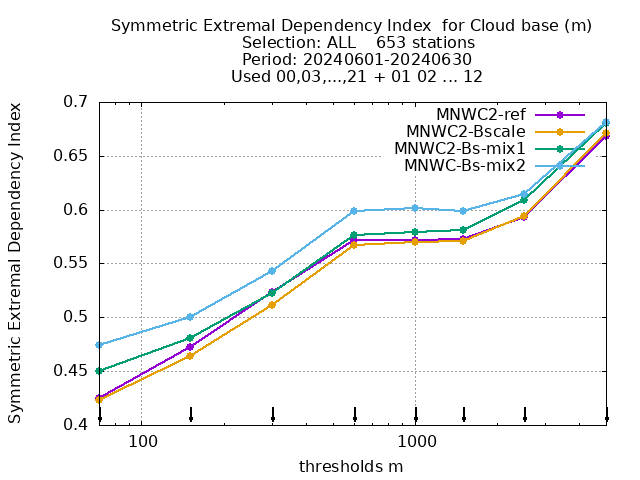 Symmetric Extremal Dependency Index  for Cloud base (m)
Selection: ALL    653 stations
Period: 20240601-20240630
Used 00,03,...,21 + 01 02 ... 12
Symmetric Extremal Dependency Index
0.7
0.65
0.6
0.55
0.5
0.45
0.4
MNWC2-ref
MNWC2-Bscale
MNWC2-Bs-mix1
MNWC-Bs-mix2
100
1000
thresholds m